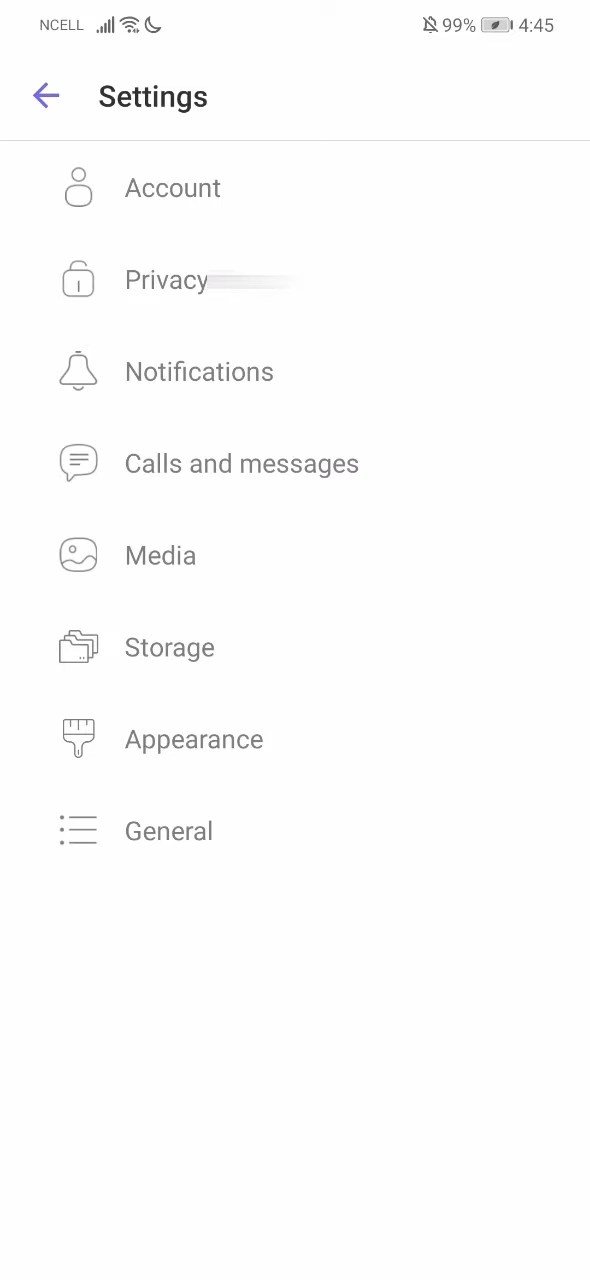 NCELL 99% 4:45
Settings
Account
Privacy
Notifications
Calls and messages
Media
Storage
Appearance
General